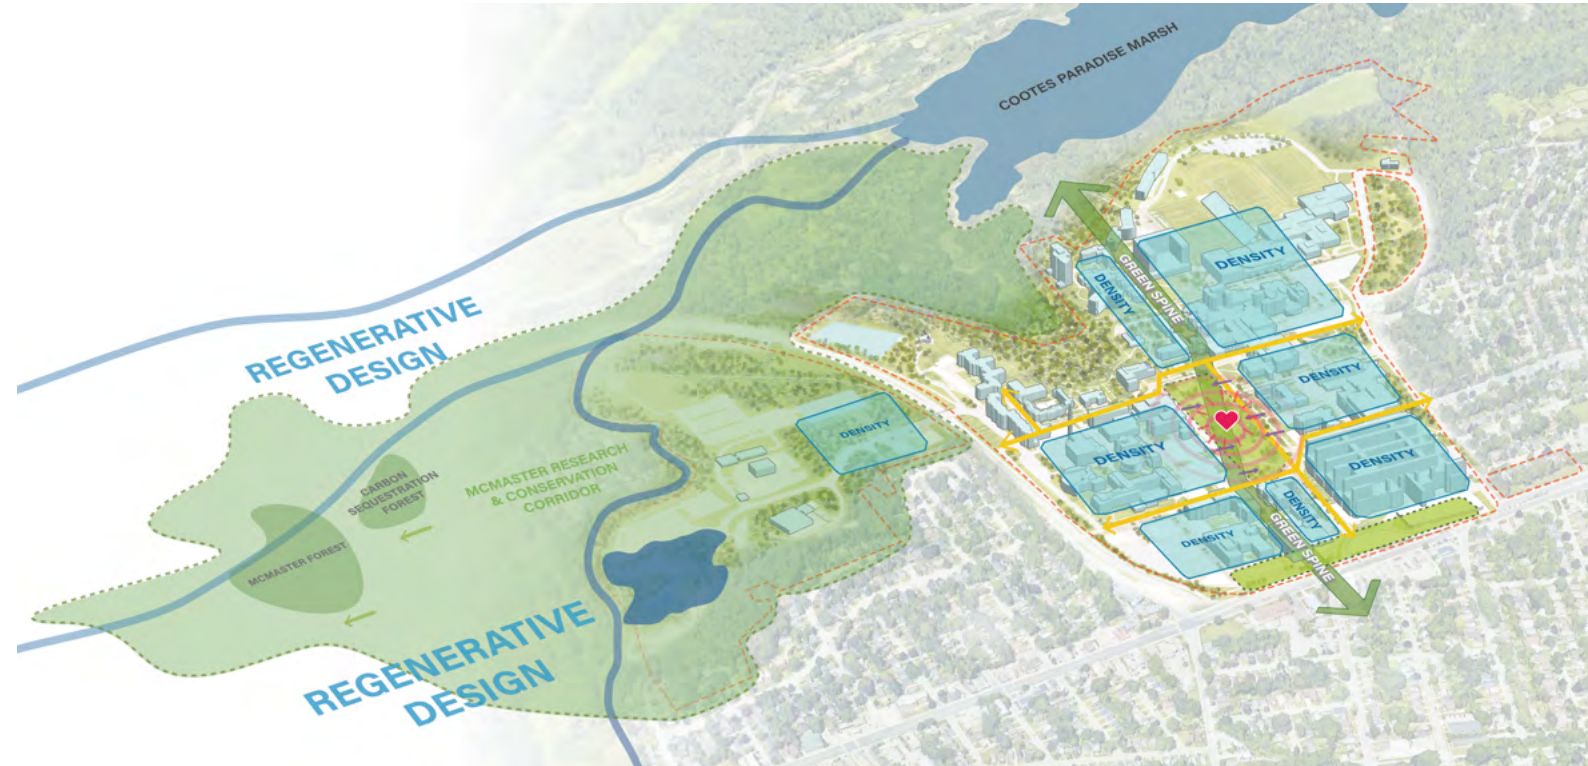 COOTES PARADISE MARSH
DENSITY
GREEN SPINE
DENSITY
REGENERATIVE
DESIGN
DENSITY
DENSITY
DENSITY
DENSITY
MCMASTER RESEARCH
& CONSERVATION
CORRIDOR
CARBON
SEQUESTRATION
FOREST
DENSITY
DENSITY
GREEN SPINE
MCMASTER FOREST
REGENERATIVE
DESIGN